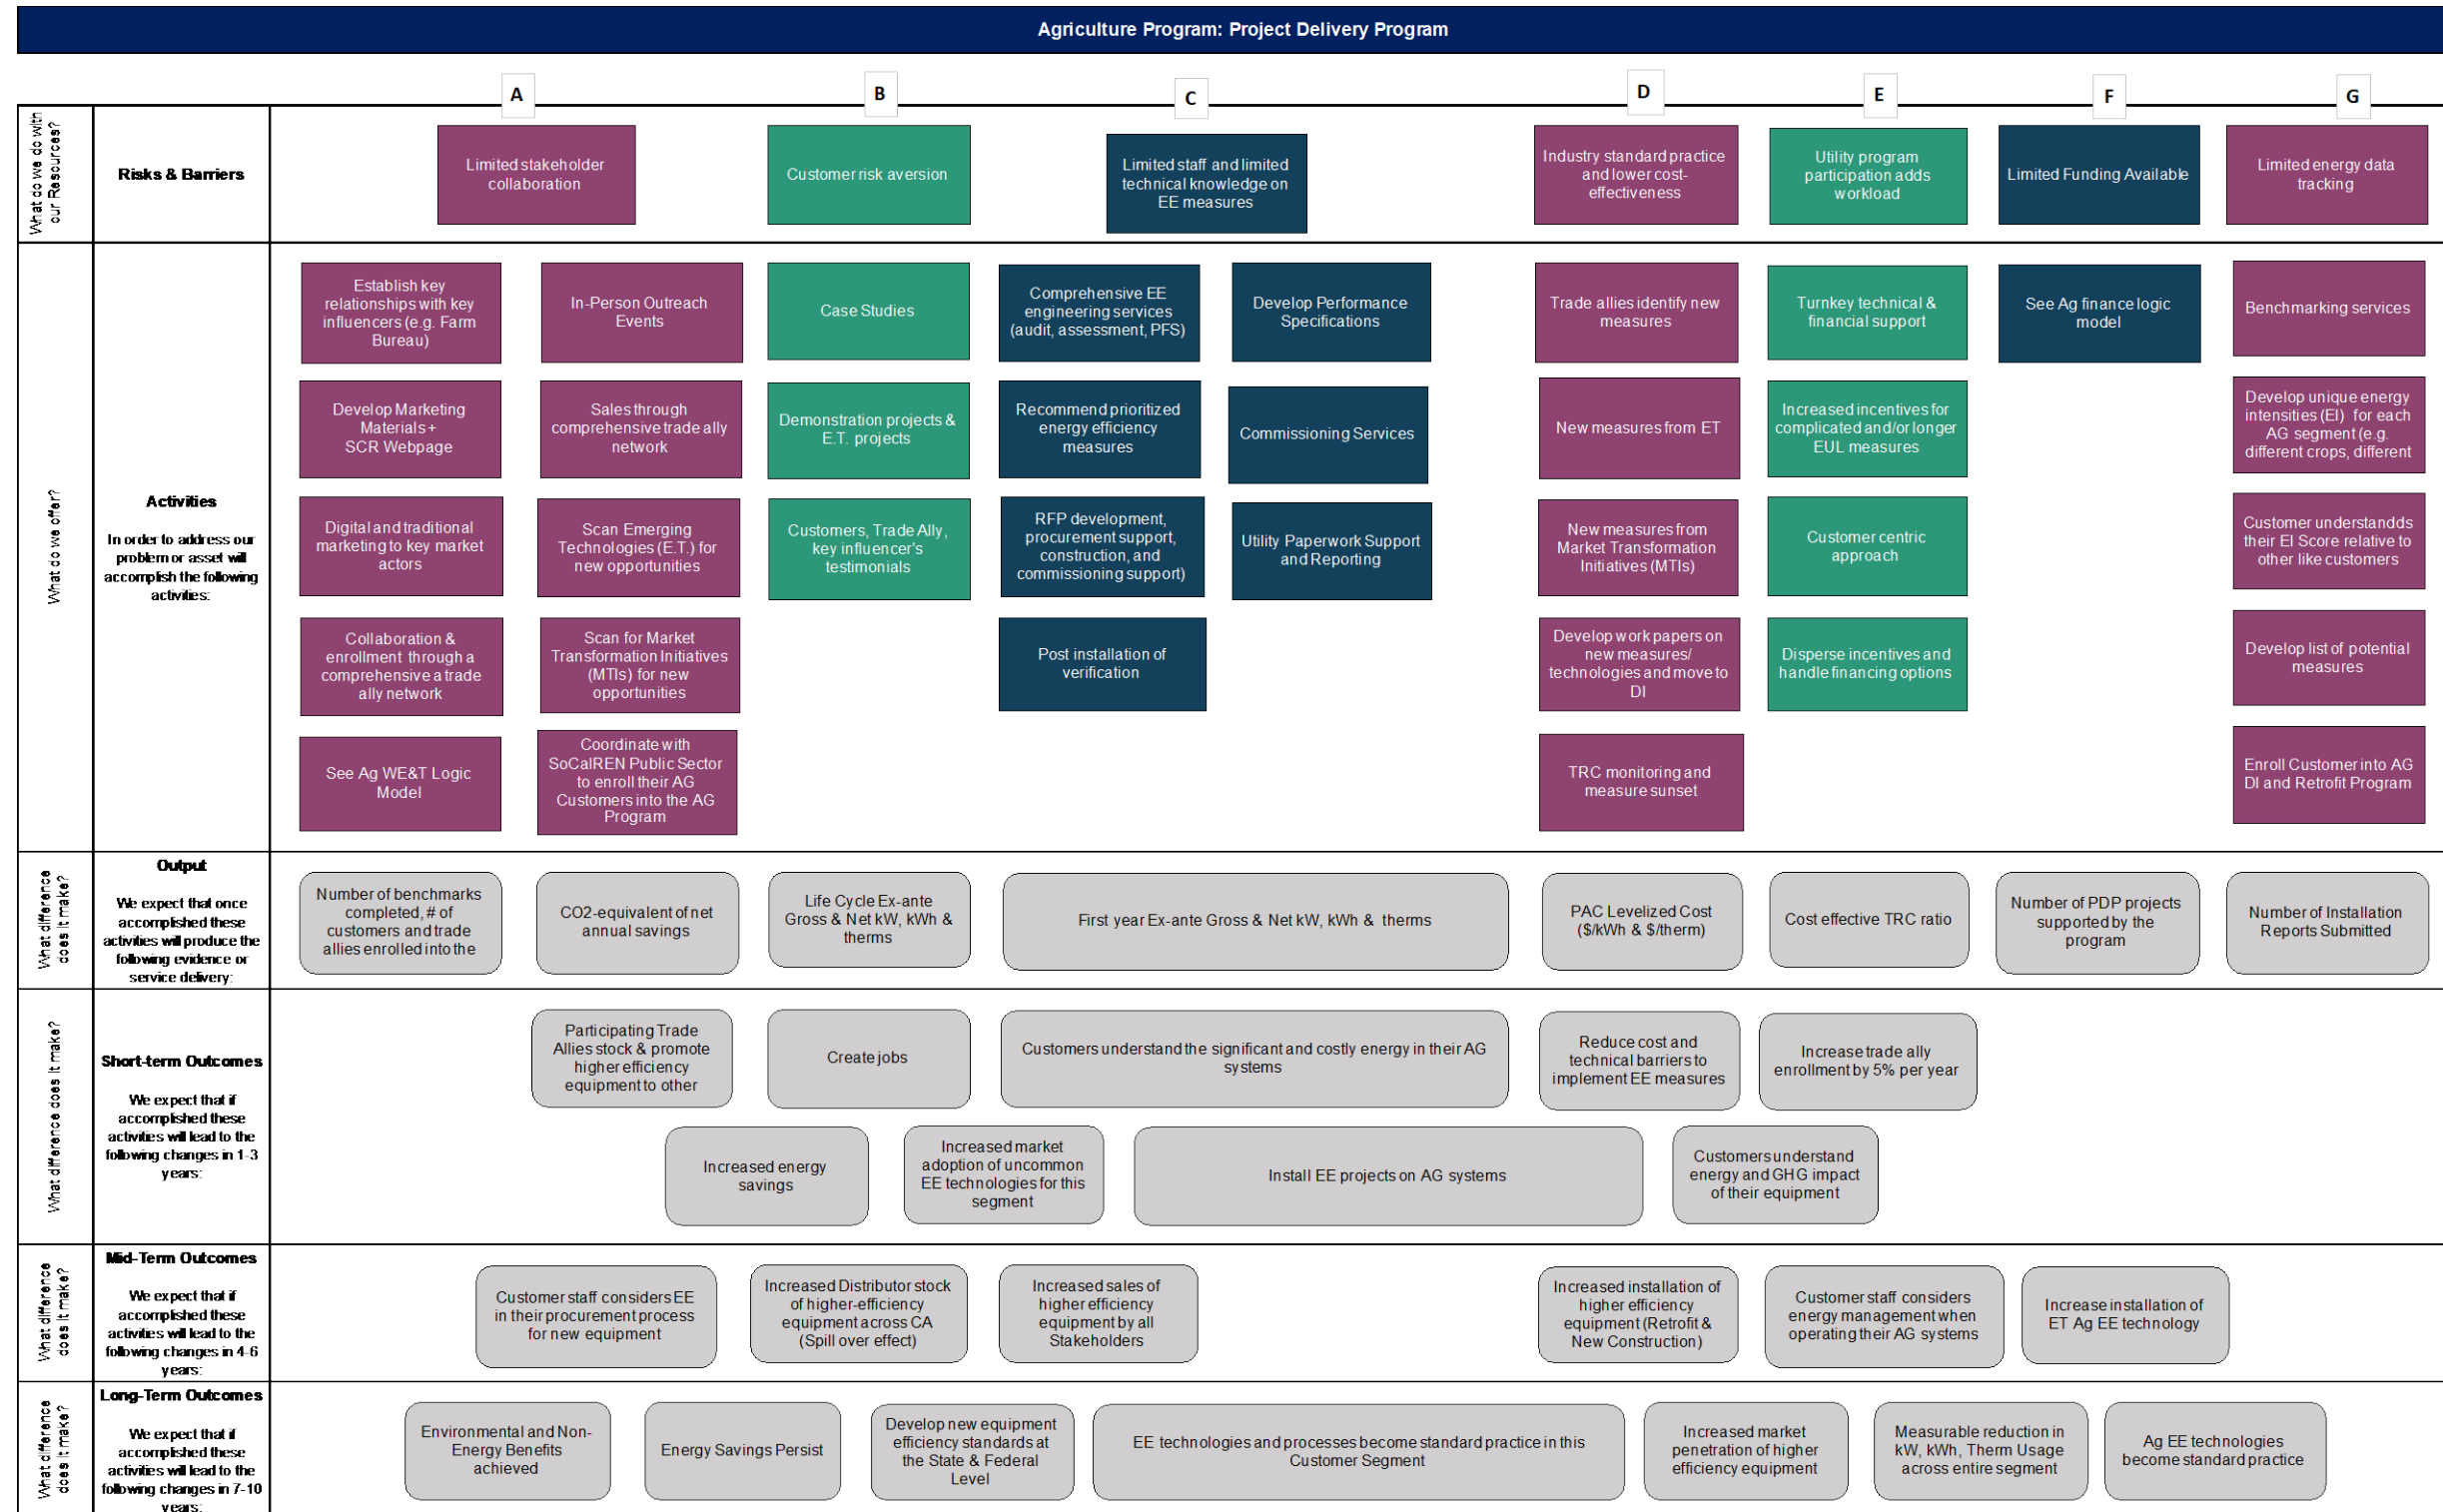 Agriculture Program: Project Delivery Program
A
B
C
D
E
F
G
What do we do with
our Resources?
Risks & Barriers
Limited stakeholder
collaboration
Customer risk aversion
Limited staff and limited
technical knowledge on
EE measures
Industry standard practice
and lower cost-
effectiveness
Utility program
participation adds
workload
Limited Funding Available
Limited energy data
tracking
What do we offer?
Activities
In order to address our
problem or asset will
accomplish the following
activities:
Establish key
relationships with key
influencers (e.g. Farm
Bureau)
In-Person Outreach
Events
Case Studies
Comprehensive EE
engineering services
(audit, assessment, PFS)
Develop Performance
Specifications
Trade allies identify new
measures
Turnkey technical &
financial support
See Ag finance logic
model
Benchmarking services
Develop Marketing
Materials +
SCR Webpage
Sales through
comprehensive trade ally
network
Demonstration projects &
E.T. projects
Recommend prioritized
energy efficiency
measures
Commissioning Services
New measures from ET
Increased incentives for
complicated and/or longer
EUL measures
Develop unique energy
intensities (EI) for each
AG segment (e.g.
different crops, different
Digital and traditional
marketing to key market
actors
Scan Emerging
Technologies (E.T.) for
new opportunities
Customers, Trade Ally,
key influencer's
testimonials
RFP development,
procurement support,
construction, and
commissioning support)
Utility Paperwork Support
and Reporting
New measures from
Market Transformation
Initiatives (MTIs)
Customer centric
approach
Customer understandds
their EI Score relative to
other like customers
Collaboration &
enrollment through a
comprehensive a trade
ally network
Scan for Market
Transformation Initiatives
(MTIs) for new
opportunities
Post installation of
verification
Develop work papers on
new measures/
technologies and move to
DI
Disperse incentives and
handle financing options
Develop list of potential
measures
See Ag WE&T Logic
Model
Coordinate with
SoCalREN Public Sector
to enroll their AG
Customers into the AG
Program
TRC monitoring and
measure sunset
Enroll Customer into AG
DI and Retrofit Program
What difference
does it make?
Output
We expect that once
accomplished these
activities will produce the
following evidence or
service delivery:
Number of benchmarks
completed, # of
customers and trade
allies enrolled into the
CO2-equivalent of net
annual savings
Life Cycle Ex-ante
Gross & Net kW, kWh &
therms
First year Ex-ante Gross & Net kW, kWh & therms
PAC Levelized Cost
($/kWh & $/therm)
Cost effective TRC ratio
Number of PDP projects
supported by the
program
Number of Installation
Reports Submitted
What difference does it make?
Short-term Outcomes
We expect that if
accomplished these
activities will lead to the
following changes in 1-3
years:
Participating Trade
Allies stock & promote
higher efficiency
equipment to other
Create jobs
Customers understand the significant and costly energy in their AG
systems
Reduce cost and
technical barriers to
implement EE measures
Increase trade ally
enrollment by 5% per year
Increased energy
savings
Increased market
adoption of uncommon
EE technologies for this
segment
Install EE projects on AG systems
Customers understand
energy and GHG impact
of their equipment
What difference
does it make?
Mid-Term Outcomes
We expect that if
accomplished these
activities will lead to the
following changes in 4-6
years:
Customer staff considers EE
in their procurement process
for new equipment
Increased Distributor stock
of higher-efficiency
equipment across CA
(Spill over effect)
Increased sales of
higher efficiency
equipment by all
Stakeholders
Increased installation of
higher efficiency
equipment (Retrofit &
New Construction)
Customer staff considers
energy management when
operating their AG systems
Increase installation of
ET Ag EE technology
What difference
does it make?
Long-Term Outcomes
We expect that if
accomplished these
activities will lead to the
following changes in 7-10
years:
Environmental and Non-
Energy Benefits
achieved
Energy Savings Persist
Develop new equipment
efficiency standards at
the State & Federal
Level
EE technologies and processes become standard practice in this
Customer Segment
Increased market
penetration of higher
efficiency equipment
Measurable reduction in
kW, kWh, Therm Usage
across entire segment
Ag EE technologies
become standard practice